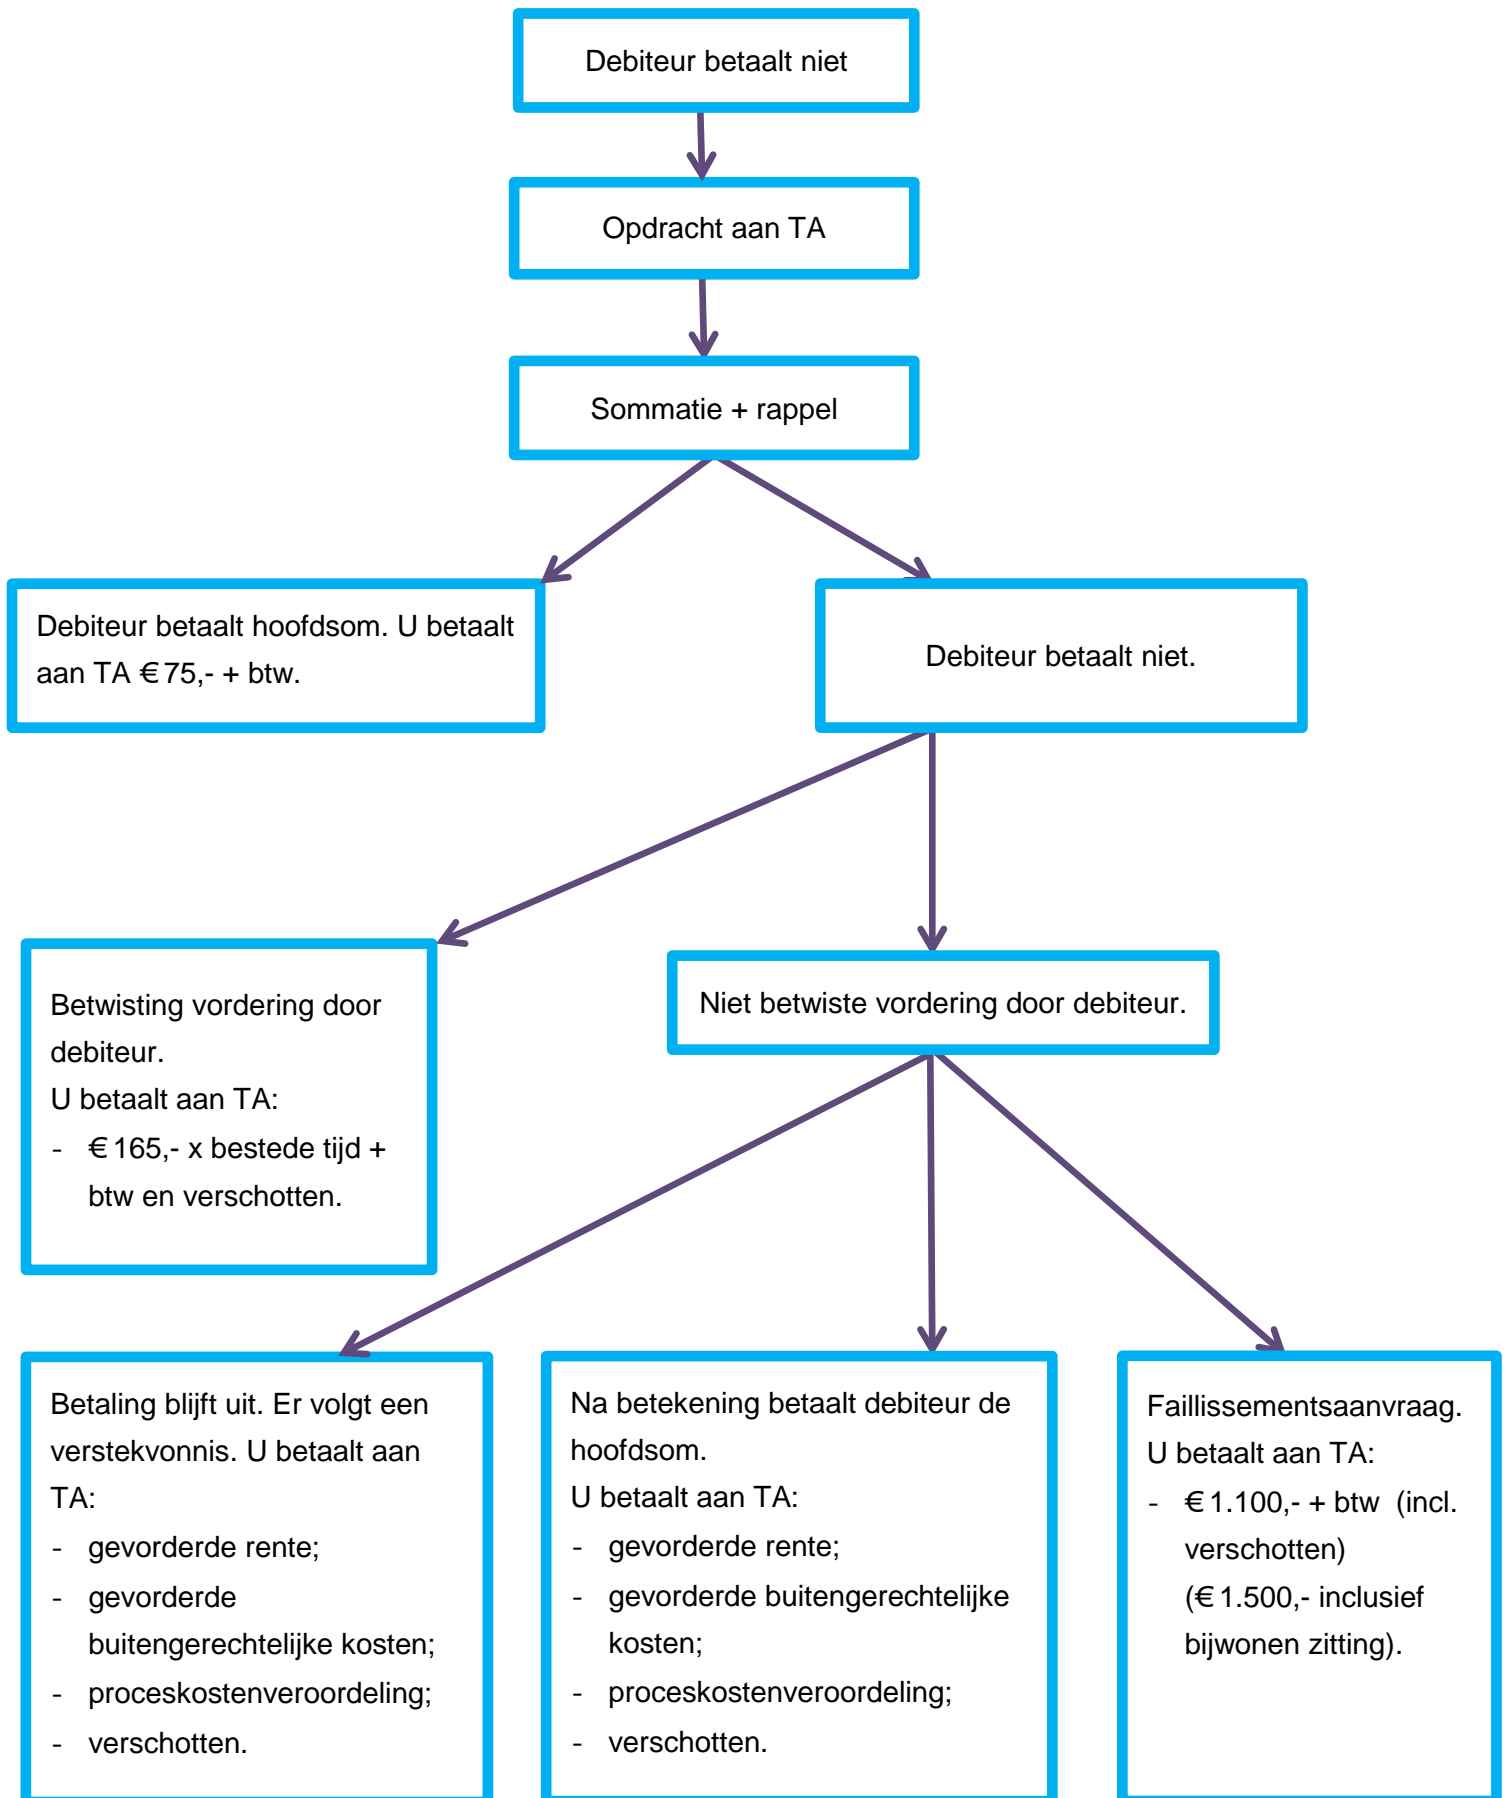 Debiteur betaalt niet
Opdracht aan TA
Sommatie + rappel
Debiteur betaalt hoofdsom. U betaalt
aan TA € 75,- + btw.
Debiteur betaalt niet.
Betwisting vordering door
debiteur.
U betaalt aan TA:
- € 165,- x bestede tijd +
btw en verschotten.
Niet betwiste vordering door debiteur.
Betaling blijft uit. Er volgt een
verstekvonnis. U betaalt aan
TA:
- gevorderde rente;
- gevorderde
buitengerechtelijke kosten;
- proceskostenveroordeling;
- verschotten.
Na betekening betaalt debiteur de
hoofdsom.
U betaalt aan TA:
- gevorderde rente;
- gevorderde buitengerechtelijke
kosten;
- proceskostenveroordeling;
- verschotten.
Faillissementsaanvraag.
U betaalt aan TA:
- € 1.100,- + btw (incl.
verschotten)
(€ 1.500,- inclusief
bijwonen zitting).